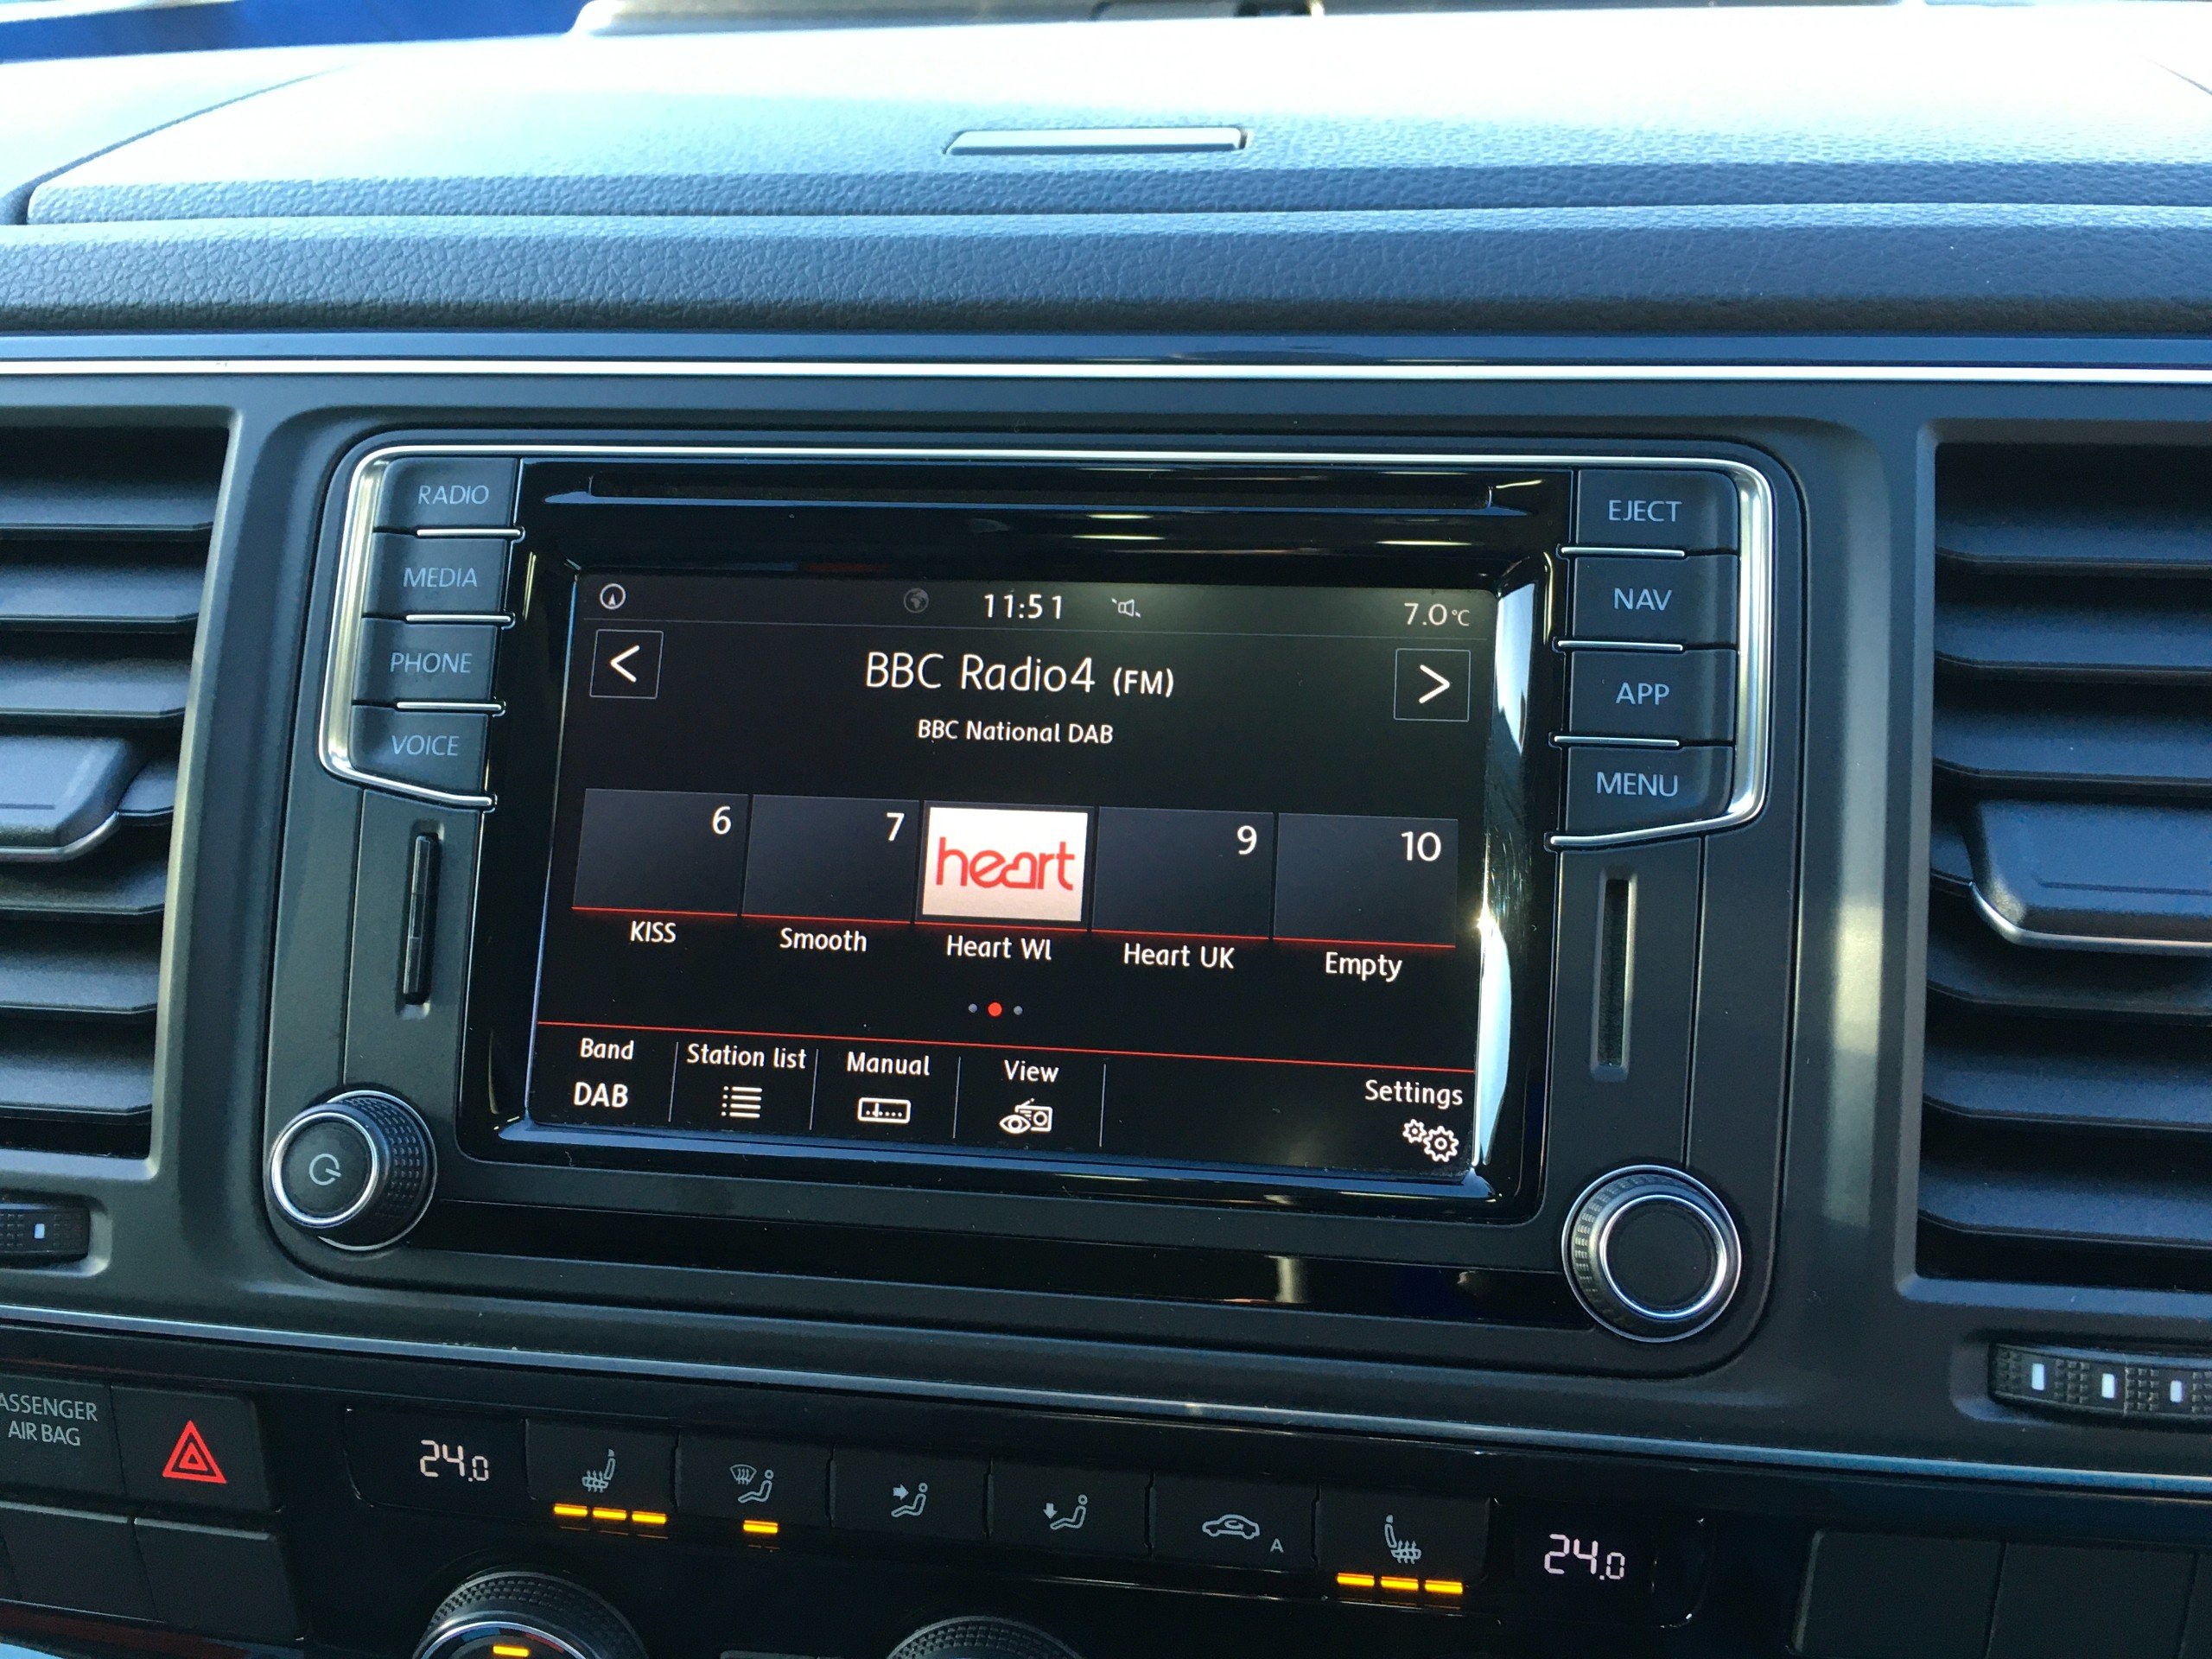 RADIO
MEDIA
PHONE
VOICE
EJECT
NAV
APP
MENU
11:51
7.0°C
<
BBC Radio4 (FM)
>
BBC National DAB
6
7
heart
9
10
KISS
Smooth
Heart Wl
Heart UK
Empty
Band
Station list
Manual
View
Settings
DAB
ASSENGER
AIR BAG
24.0
A
24.0